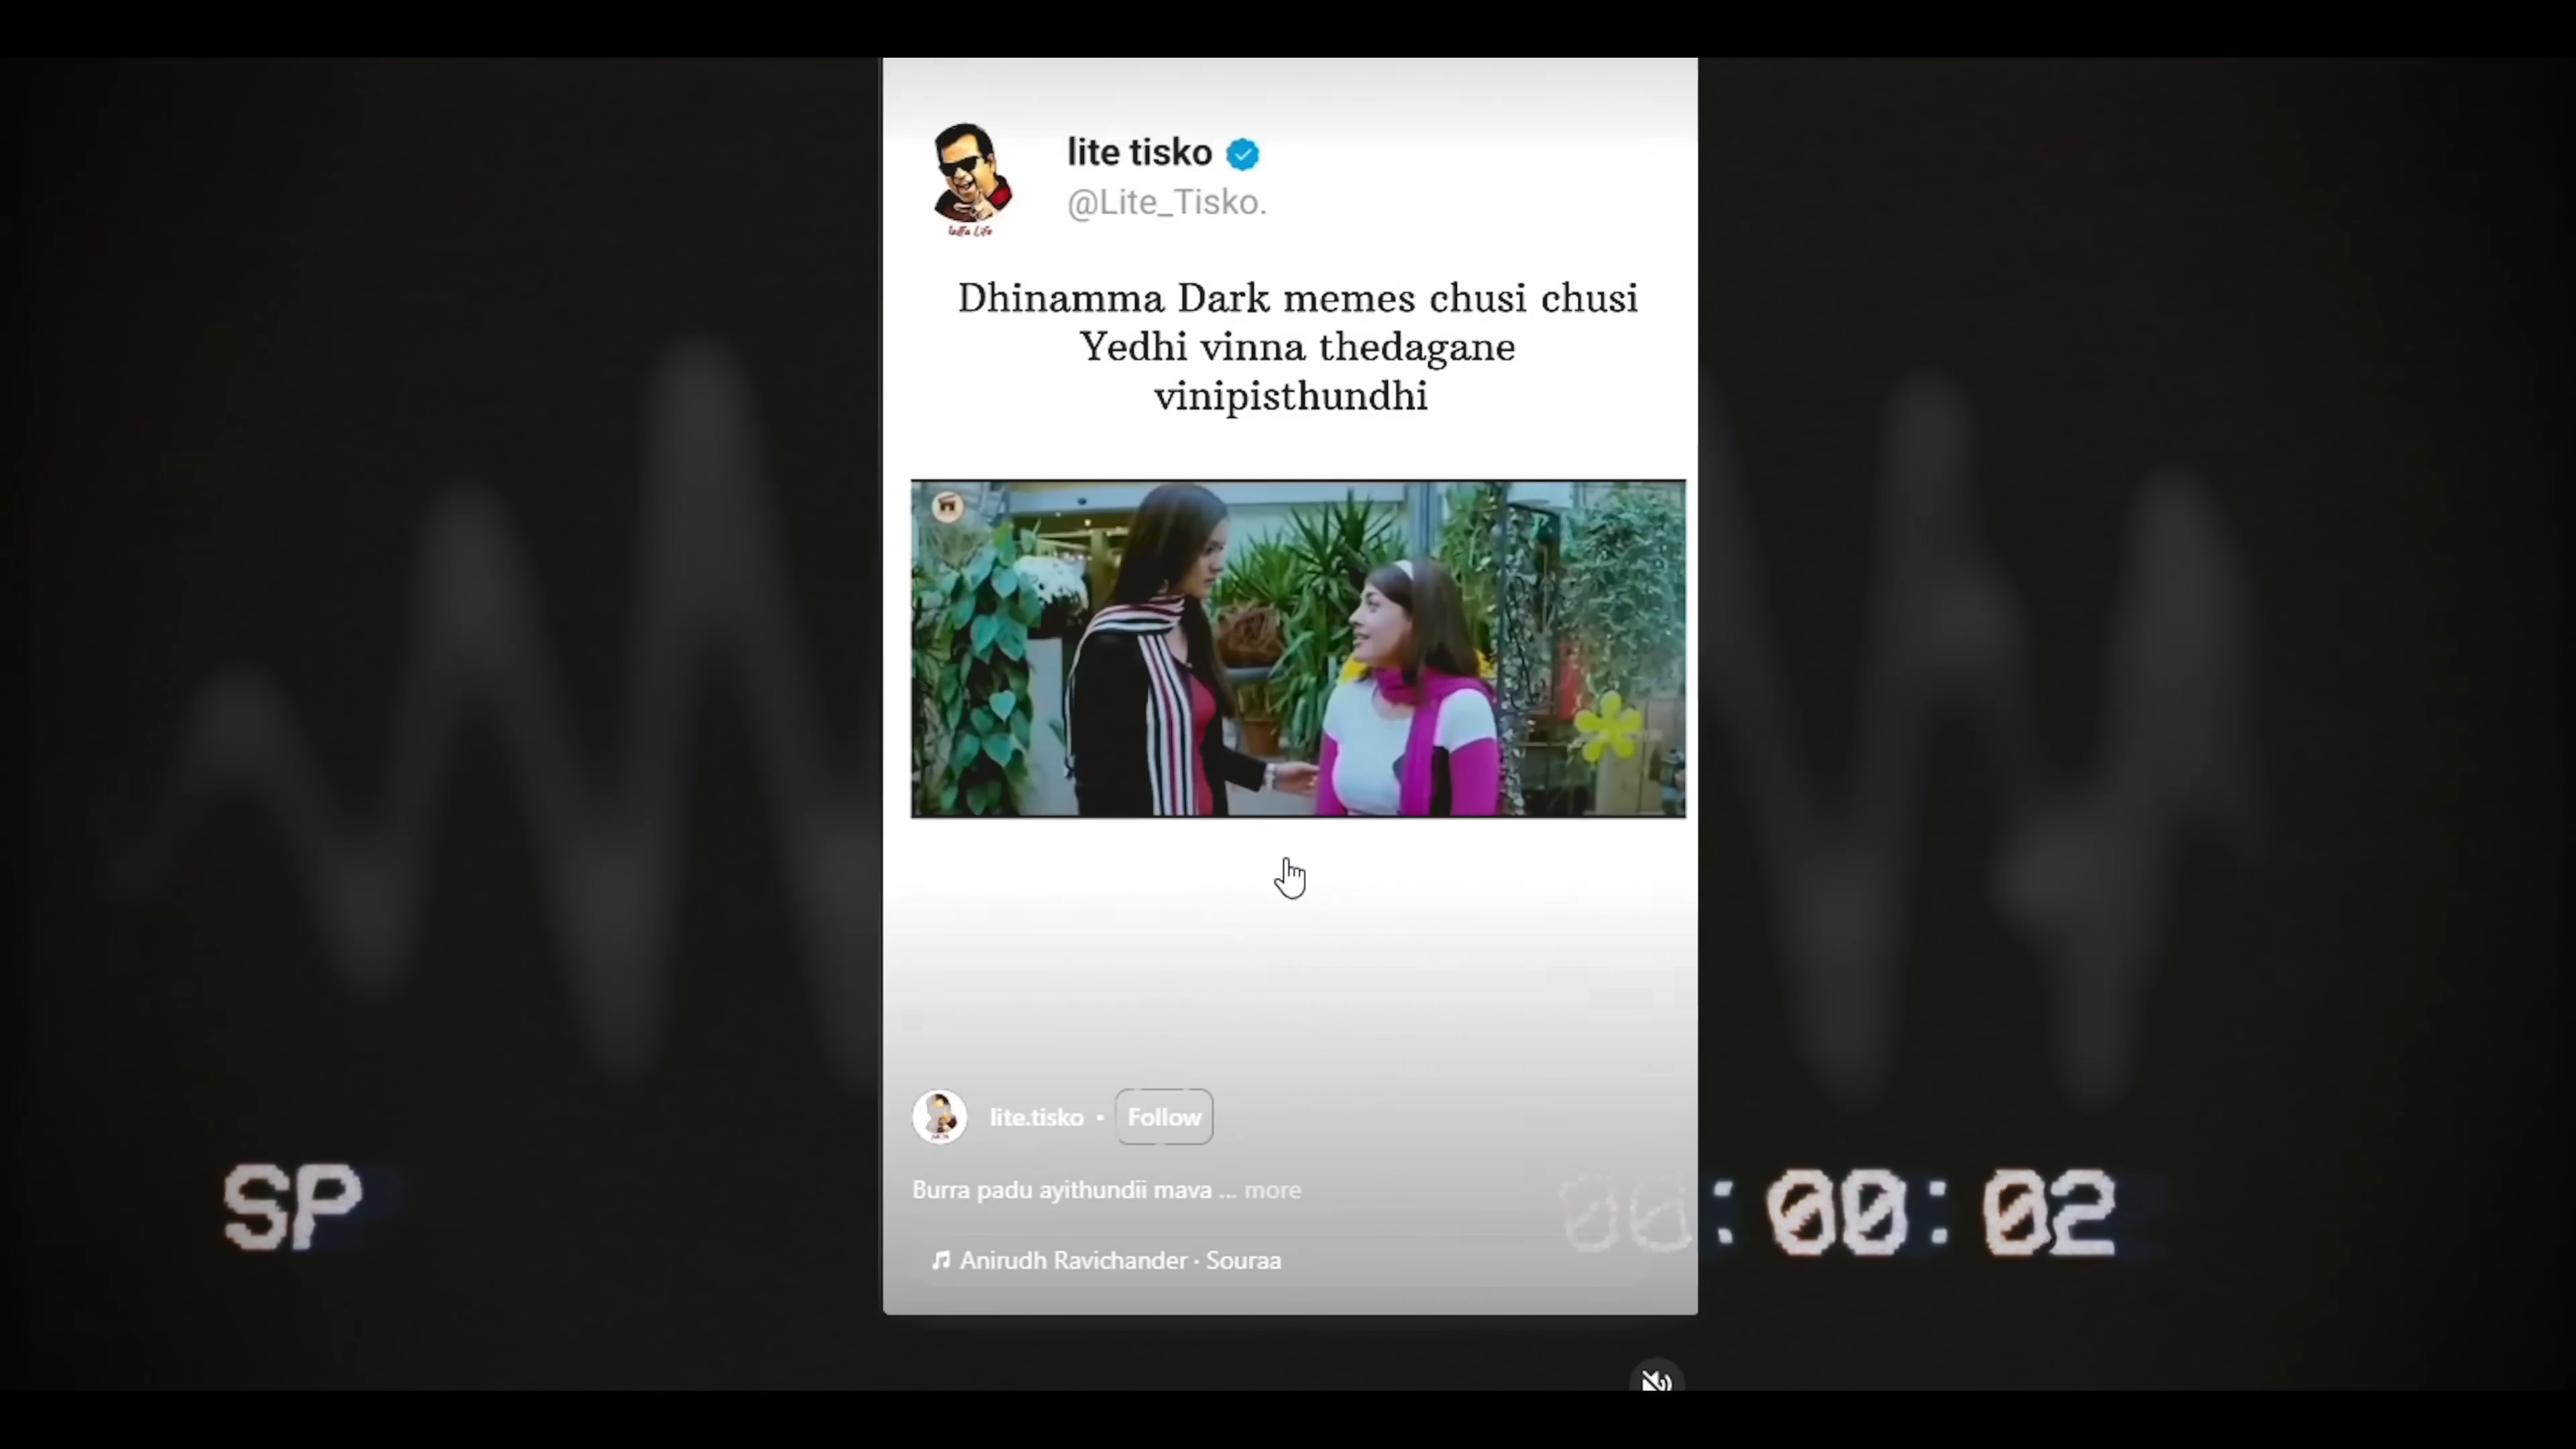 lite tisko
@Lite_Tisko.
Dhinamma Dark memes chusi chusi
Yedhi vinna thedagane
vinipisthundhi
lite.tisko • Follow
Burra padu ayithundii mava ... more
Anirudh Ravichander · Souraa
SP
00:00:02